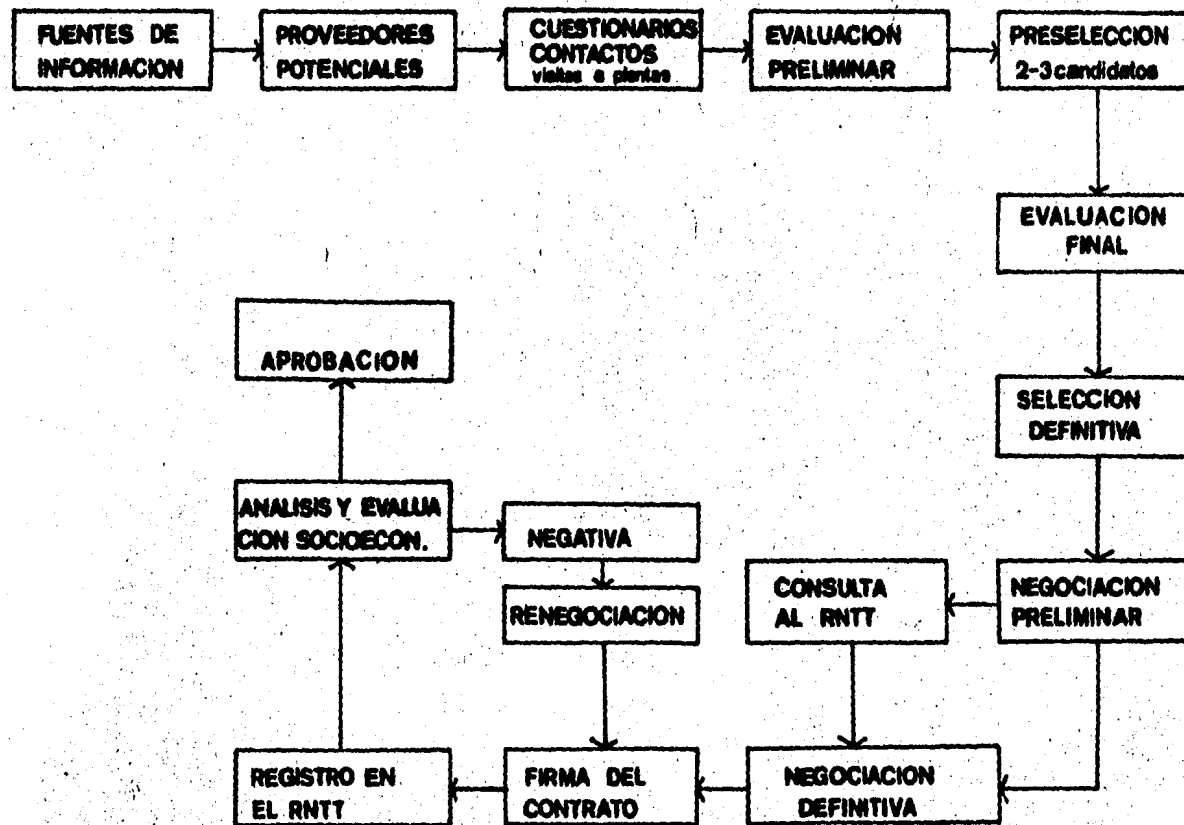 FUENTES DE
INFORMACION
PROVEEDORES
POTENCIALES
CUESTIONARIOS
CONTACTOS
visitas a plantas
EVALUACION
PRELIMINAR
PRESELECCION
2-3 candidatos
EVALUACION
FINAL
SELECCION
DEFINITIVA
NEGOCIACION
PRELIMINAR
CONSULTA
AL RNTT
NEGOCIACION
DEFINITIVA
FIRMA DEL
CONTRATO
REGISTRO EN
EL RNTT
ANALISIS Y EVALUA
CION SOCIOECON.
APROBACION
NEGATIVA
RENEGOCIACION